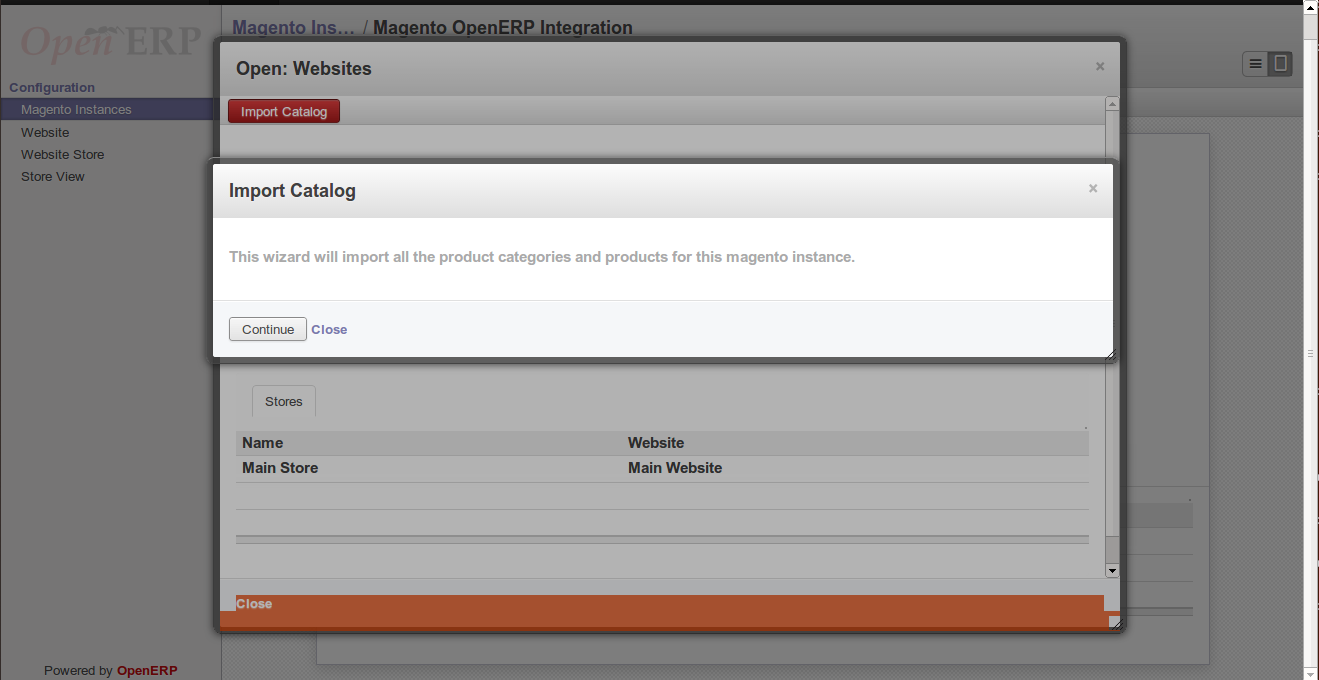 Open ERP
Magento Ins... / Magento OpenERP Integration
Configuration
Magento Instances
Website
Website Store
Store View
Open: Websites ×
Import Catalog
Import Catalog ×
This wizard will import all the product categories and products for this magento instance.
Continue Close
Stores
Name Website
Main Store Main Website
Close
Powered by OpenERP